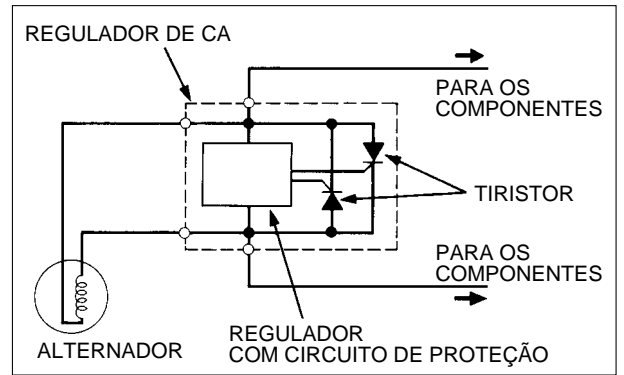 REGULADOR DE CA
PARA OS
COMPONENTES
TIRISTOR
PARA OS
COMPONENTES
REGULADOR
COM CIRCUITO DE PROTEÇÃO
ALTERNADOR